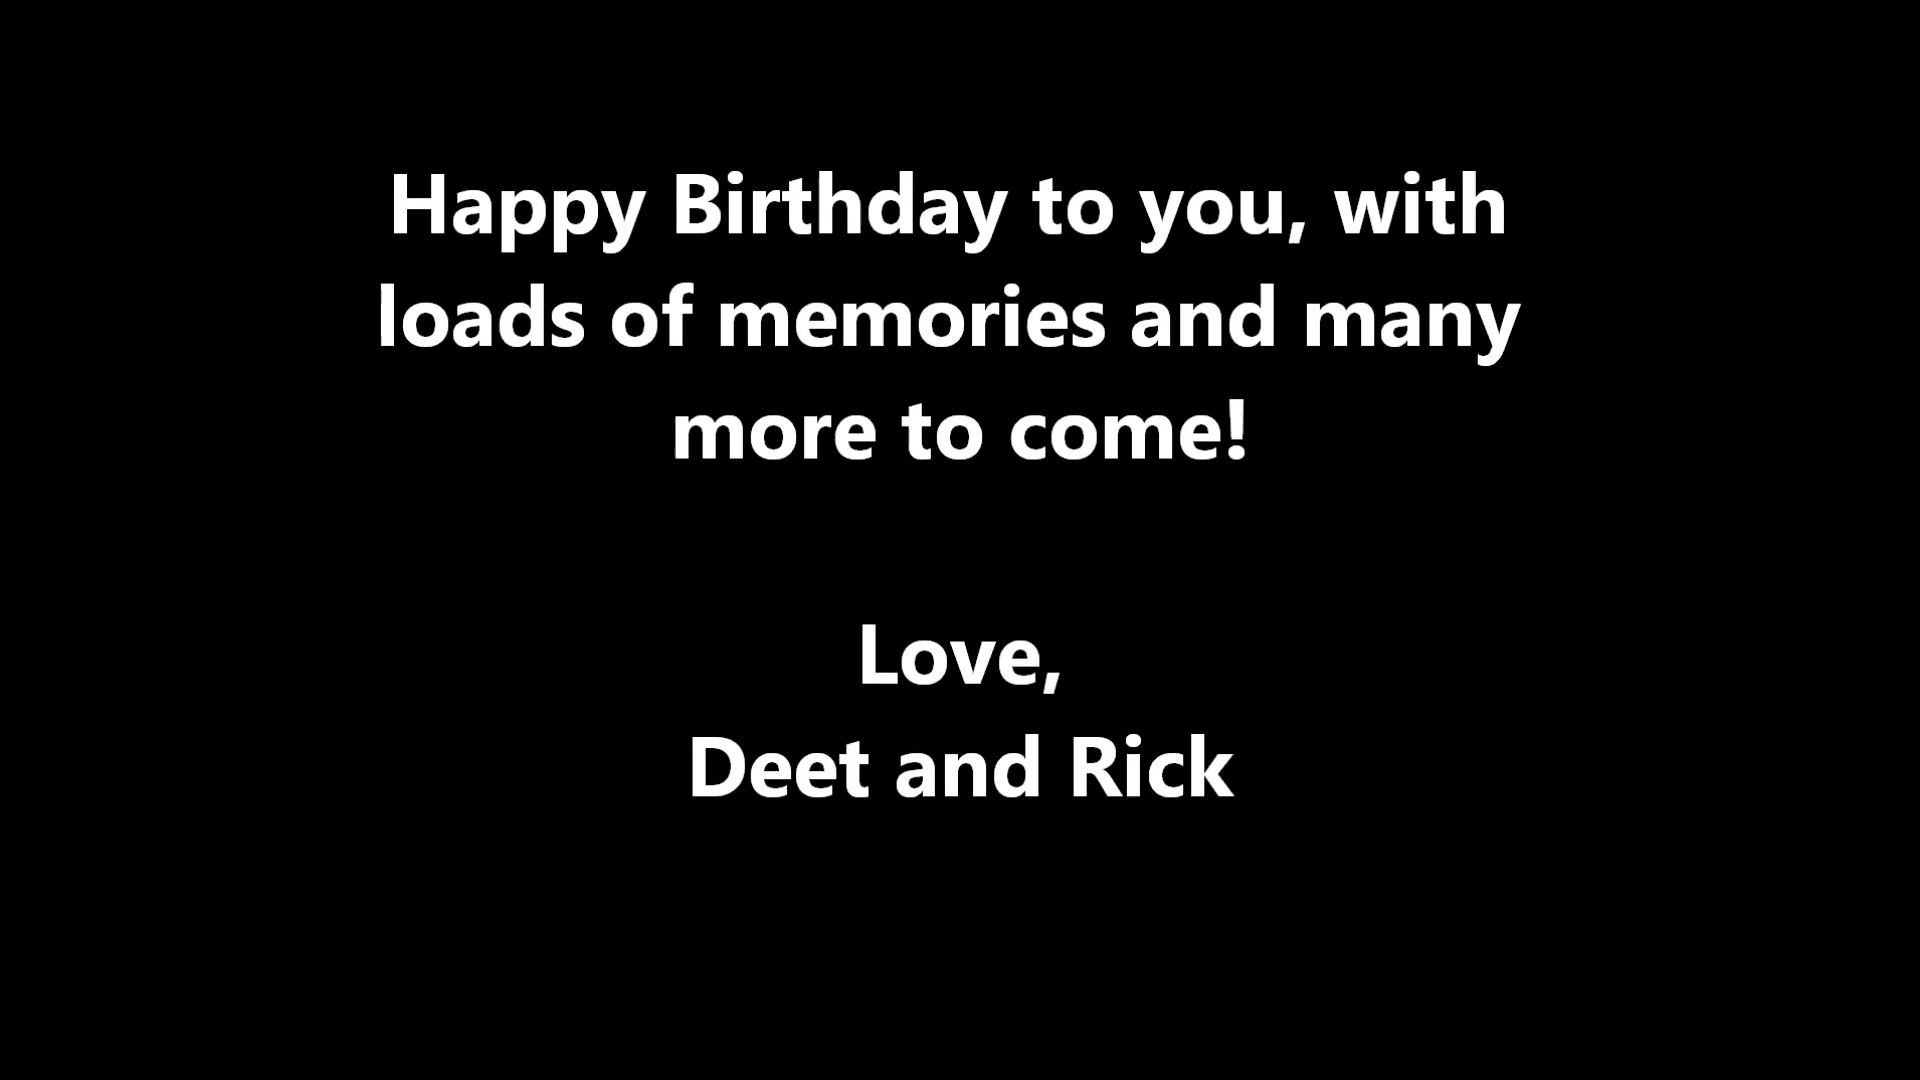 Happy Birthday to you, with
loads of memories and many
more to come!
Love,
Deet and Rick